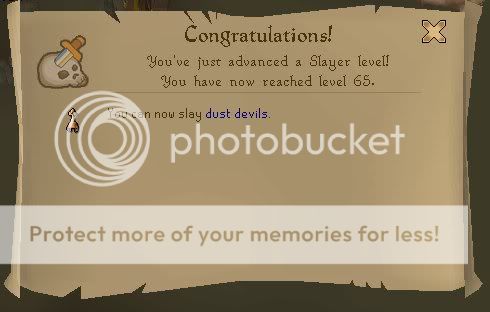 Congratulations!
You've just advanced a Slayer level!
You have now reached level 65.
You can now slay dust devils.
photobucket
Protect more of your memories for less!